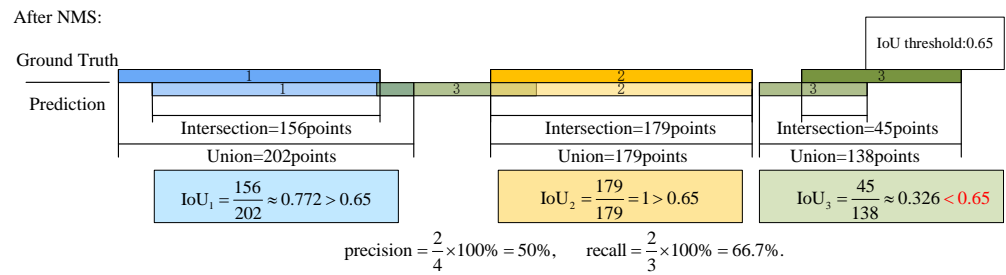 After NMS:
IoU threshold:0.65
Ground Truth
1 2 3
Prediction
1 3 2 3
Intersection=156points Intersection=179points Intersection=45points
Union=202points Union=179points Union=138points
IoU₁ = 156/202 ≈ 0.772 > 0.65 IoU₂ = 179/179 = 1 > 0.65 IoU₃ = 45/138 ≈ 0.326 < 0.65
precision = 2/4 ×100% = 50%, recall = 2/3 ×100% = 66.7%.